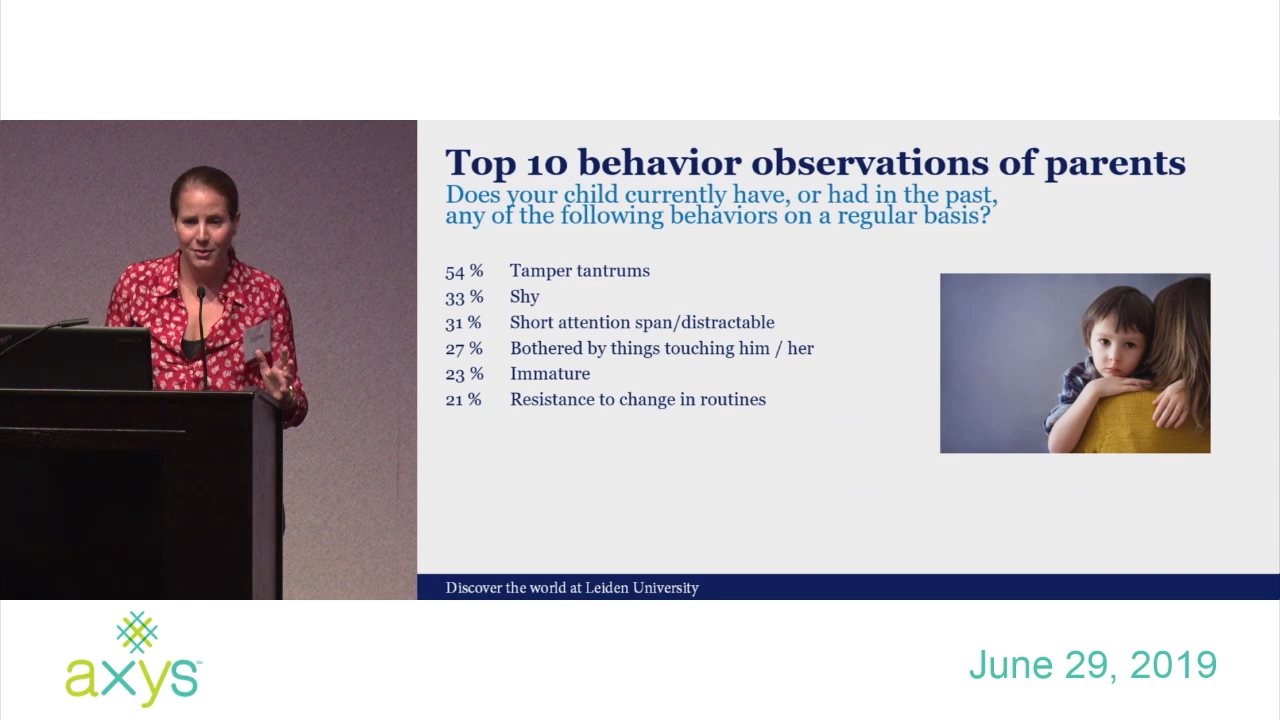 Top 10 behavior observations of parents
Does your child currently have, or had in the past,
any of the following behaviors on a regular basis?
54 % Tamper tantrums
33 % Shy
31 % Short attention span/distractable
27 % Bothered by things touching him / her
23 % Immature
21 % Resistance to change in routines
Discover the world at Leiden University
axys
June 29, 2019